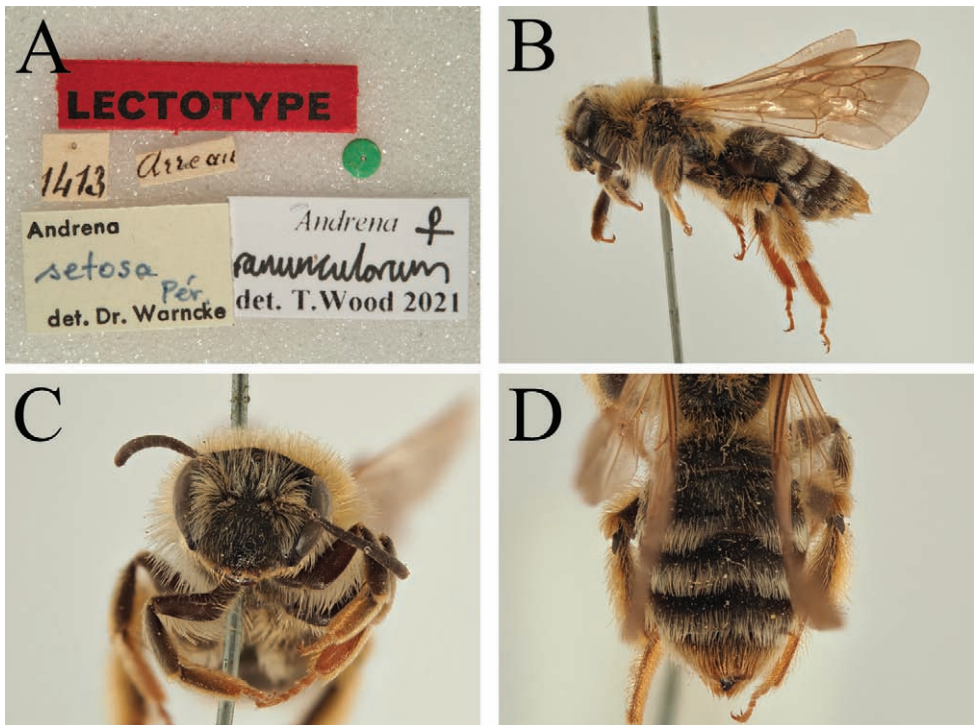 A
LECTOTYPE
1413
Arreau
Andrena
setosa
Pér.
det. Dr. Warncke
Andrena ♀
ranunculorum
det. T.Wood 2021
B
C
D